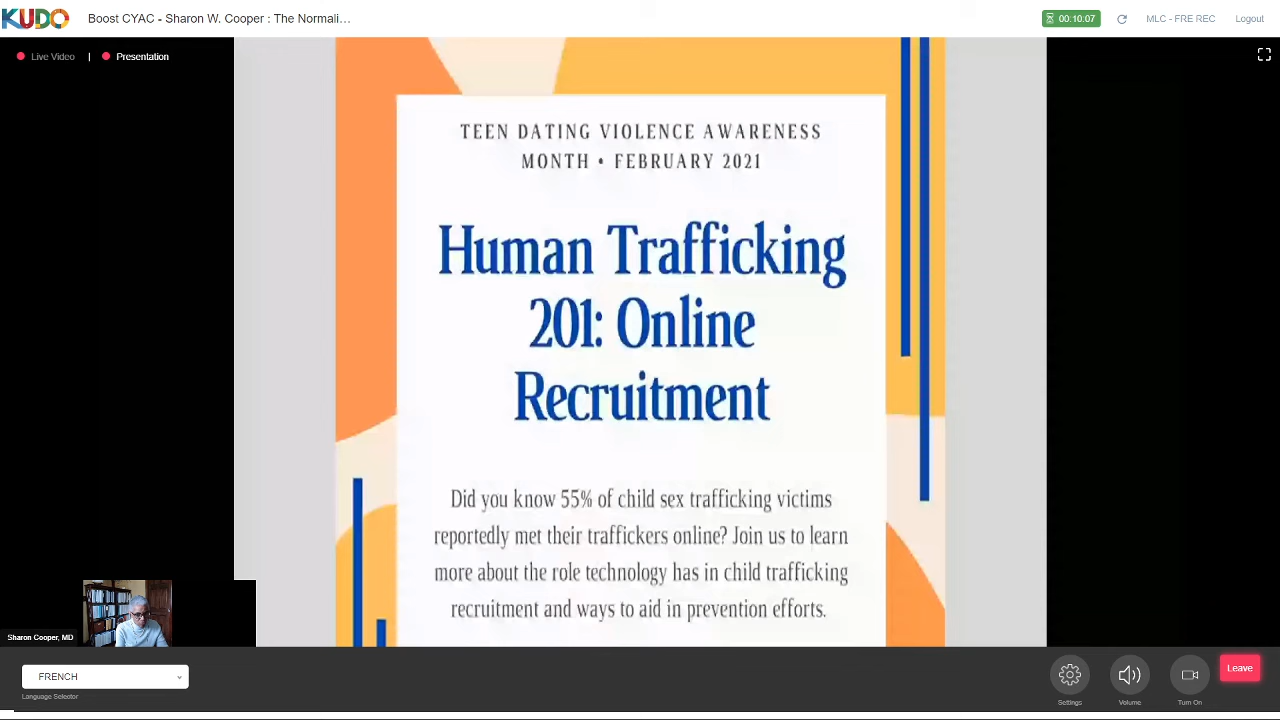 KUDO
Boost CYAC - Sharon W. Cooper : The Normali...
00:10:07
MLC - FRE REC
Logout
Live Video | Presentation
TEEN DATING VIOLENCE AWARENESS
MONTH • FEBRUARY 2021
Human Trafficking
201: Online
Recruitment
Did you know 55% of child sex trafficking victims
reportedly met their traffickers online? Join us to learn
more about the role technology has in child trafficking
recruitment and ways to aid in prevention efforts.
Sharon Cooper, MD
FRENCH
Language Selector
Settings
Volume
Turn On
Leave